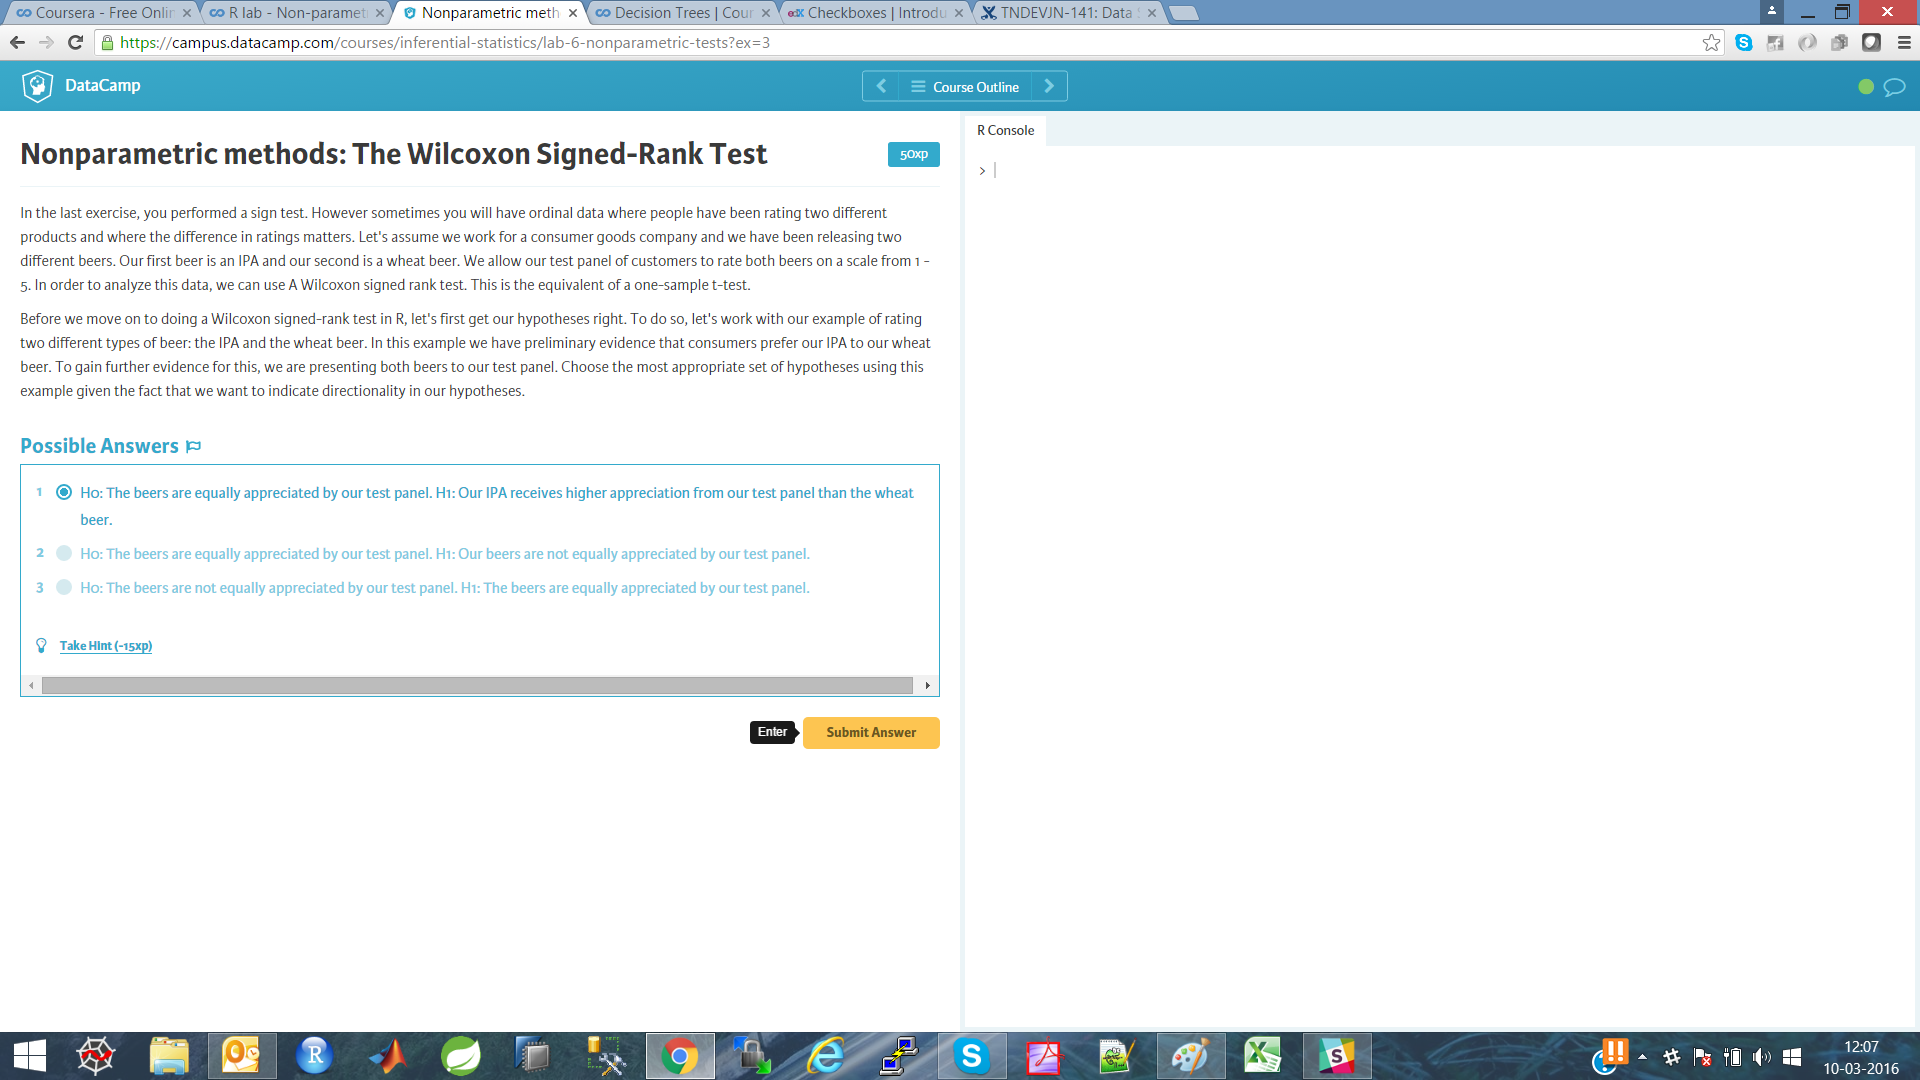 Coursera - Free Onlin
R lab - Non-parameti
Nonparametric meth
Decision Trees | Cour
edX Checkboxes | Introdu
TNDEVJN-141: Data S
https://campus.datacamp.com/courses/inferential-statistics/lab-6-nonparametric-tests?ex=3
DataCamp
Course Outline
Nonparametric methods: The Wilcoxon Signed-Rank Test
50xp
In the last exercise, you performed a sign test. However sometimes you will have ordinal data where people have been rating two different
products and where the difference in ratings matters. Let's assume we work for a consumer goods company and we have been releasing two
different beers. Our first beer is an IPA and our second is a wheat beer. We allow our test panel of customers to rate both beers on a scale from 1 -
5. In order to analyze this data, we can use A Wilcoxon signed rank test. This is the equivalent of a one-sample t-test.
Before we move on to doing a Wilcoxon signed-rank test in R, let's first get our hypotheses right. To do so, let's work with our example of rating
two different types of beer: the IPA and the wheat beer. In this example we have preliminary evidence that consumers prefer our IPA to our wheat
beer. To gain further evidence for this, we are presenting both beers to our test panel. Choose the most appropriate set of hypotheses using this
example given the fact that we want to indicate directionality in our hypotheses.
Possible Answers
1 H0: The beers are equally appreciated by our test panel. H1: Our IPA receives higher appreciation from our test panel than the wheat
beer.
2 H0: The beers are equally appreciated by our test panel. H1: Our beers are not equally appreciated by our test panel.
3 H0: The beers are not equally appreciated by our test panel. H1: The beers are equally appreciated by our test panel.
Take Hint (-15xp)
Enter
Submit Answer
R Console
>
12:07
10-03-2016